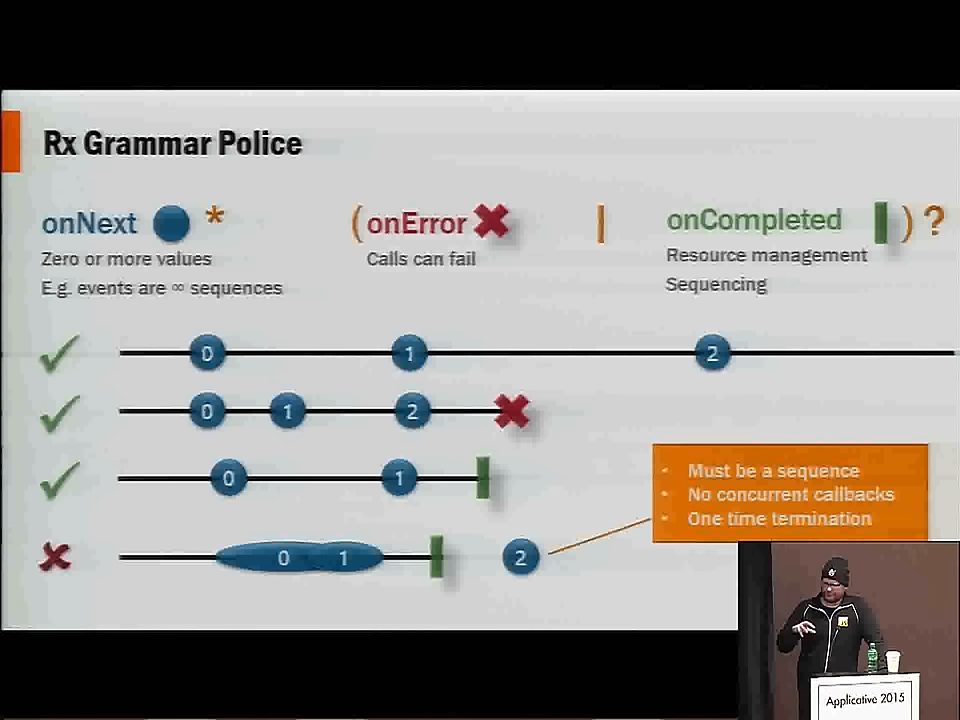 Rx Grammar Police
onNext * ( onError | onCompleted ) ?
Zero or more values
E.g. events are ∞ sequences
Calls can fail
Resource management
Sequencing
0 1 2
0 1 2
0 1
0 1 2
• Must be a sequence
• No concurrent callbacks
• One time termination
JS
Applicative 2015